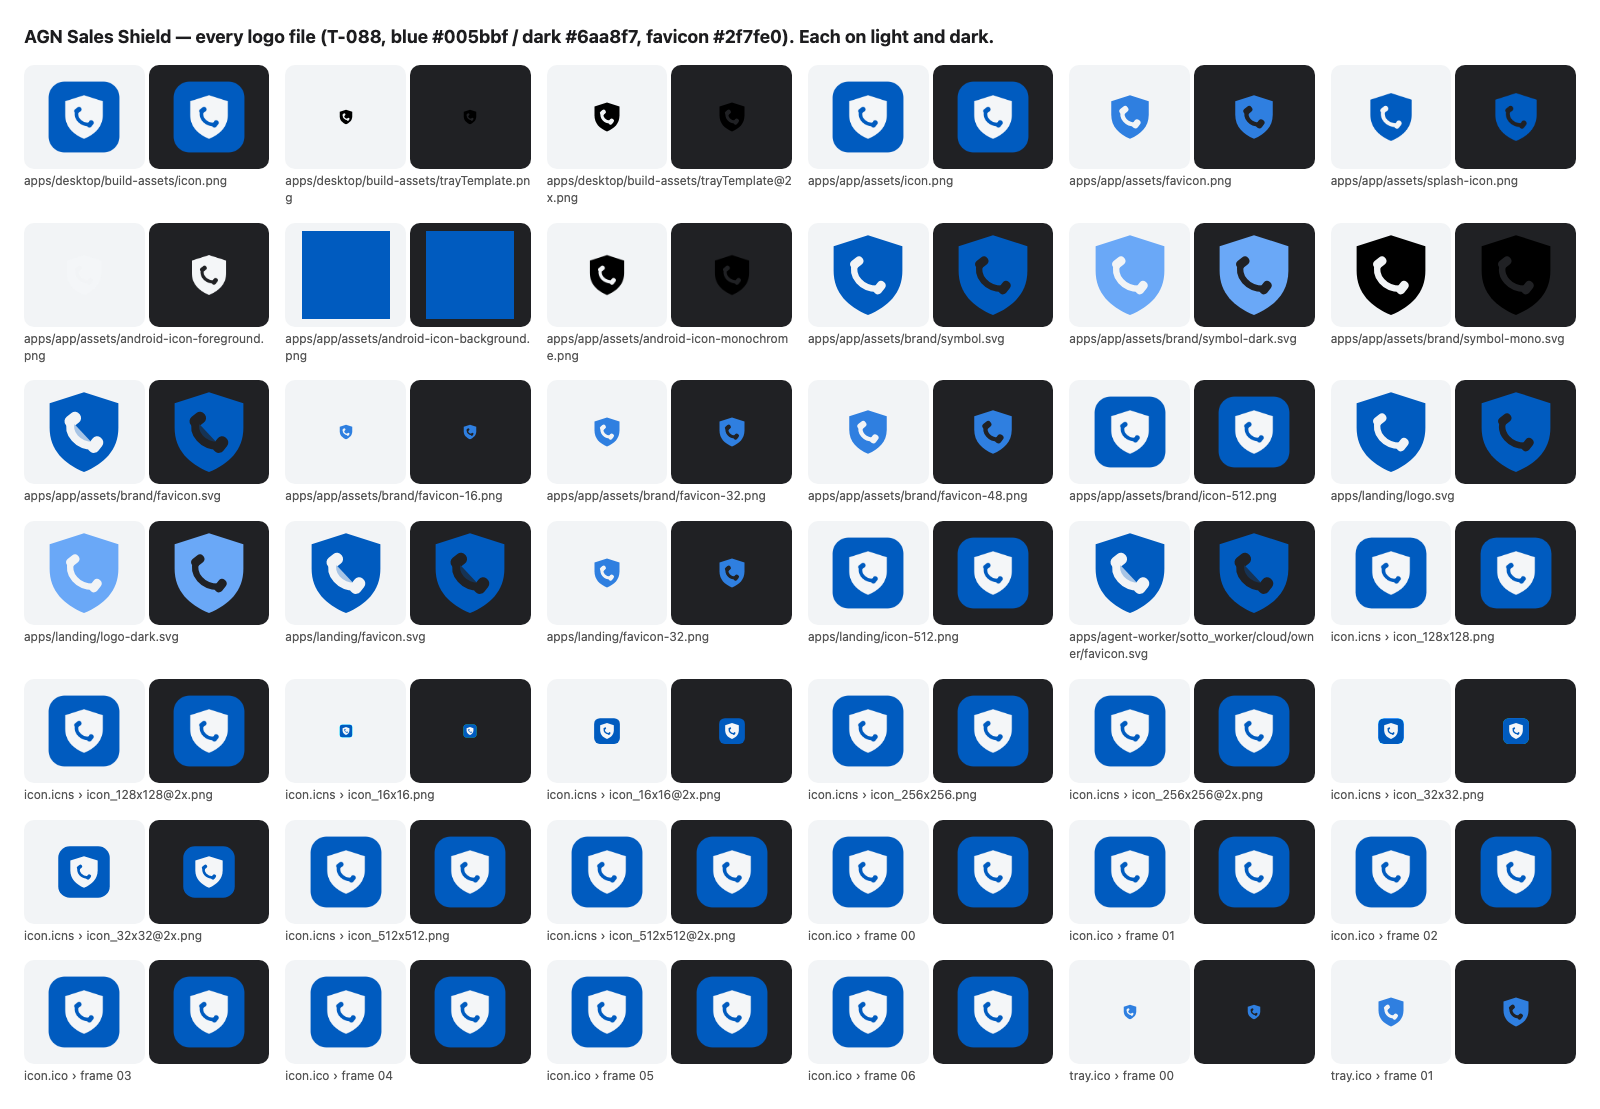 AGN Sales Shield — every logo file (T-088, blue #005bbf / dark #6aa8f7, favicon #2f7fe0). Each on light and dark.
apps/desktop/build-assets/icon.png
apps/desktop/build-assets/trayTemplate.pn
g
apps/desktop/build-assets/trayTemplate@2
x.png
apps/app/assets/icon.png
apps/app/assets/favicon.png
apps/app/assets/splash-icon.png
apps/app/assets/android-icon-foreground.
png
apps/app/assets/android-icon-background.
png
apps/app/assets/android-icon-monochrom
e.png
apps/app/assets/brand/symbol.svg
apps/app/assets/brand/symbol-dark.svg
apps/app/assets/brand/symbol-mono.svg
apps/app/assets/brand/favicon.svg
apps/app/assets/brand/favicon-16.png
apps/app/assets/brand/favicon-32.png
apps/app/assets/brand/favicon-48.png
apps/app/assets/brand/icon-512.png
apps/landing/logo.svg
apps/landing/logo-dark.svg
apps/landing/favicon.svg
apps/landing/favicon-32.png
apps/landing/icon-512.png
apps/agent-worker/sotto_worker/cloud/own
er/favicon.svg
icon.icns › icon_128x128.png
icon.icns › icon_128x128@2x.png
icon.icns › icon_16x16.png
icon.icns › icon_16x16@2x.png
icon.icns › icon_256x256.png
icon.icns › icon_256x256@2x.png
icon.icns › icon_32x32.png
icon.icns › icon_32x32@2x.png
icon.icns › icon_512x512.png
icon.icns › icon_512x512@2x.png
icon.ico › frame 00
icon.ico › frame 01
icon.ico › frame 02
icon.ico › frame 03
icon.ico › frame 04
icon.ico › frame 05
icon.ico › frame 06
tray.ico › frame 00
tray.ico › frame 01